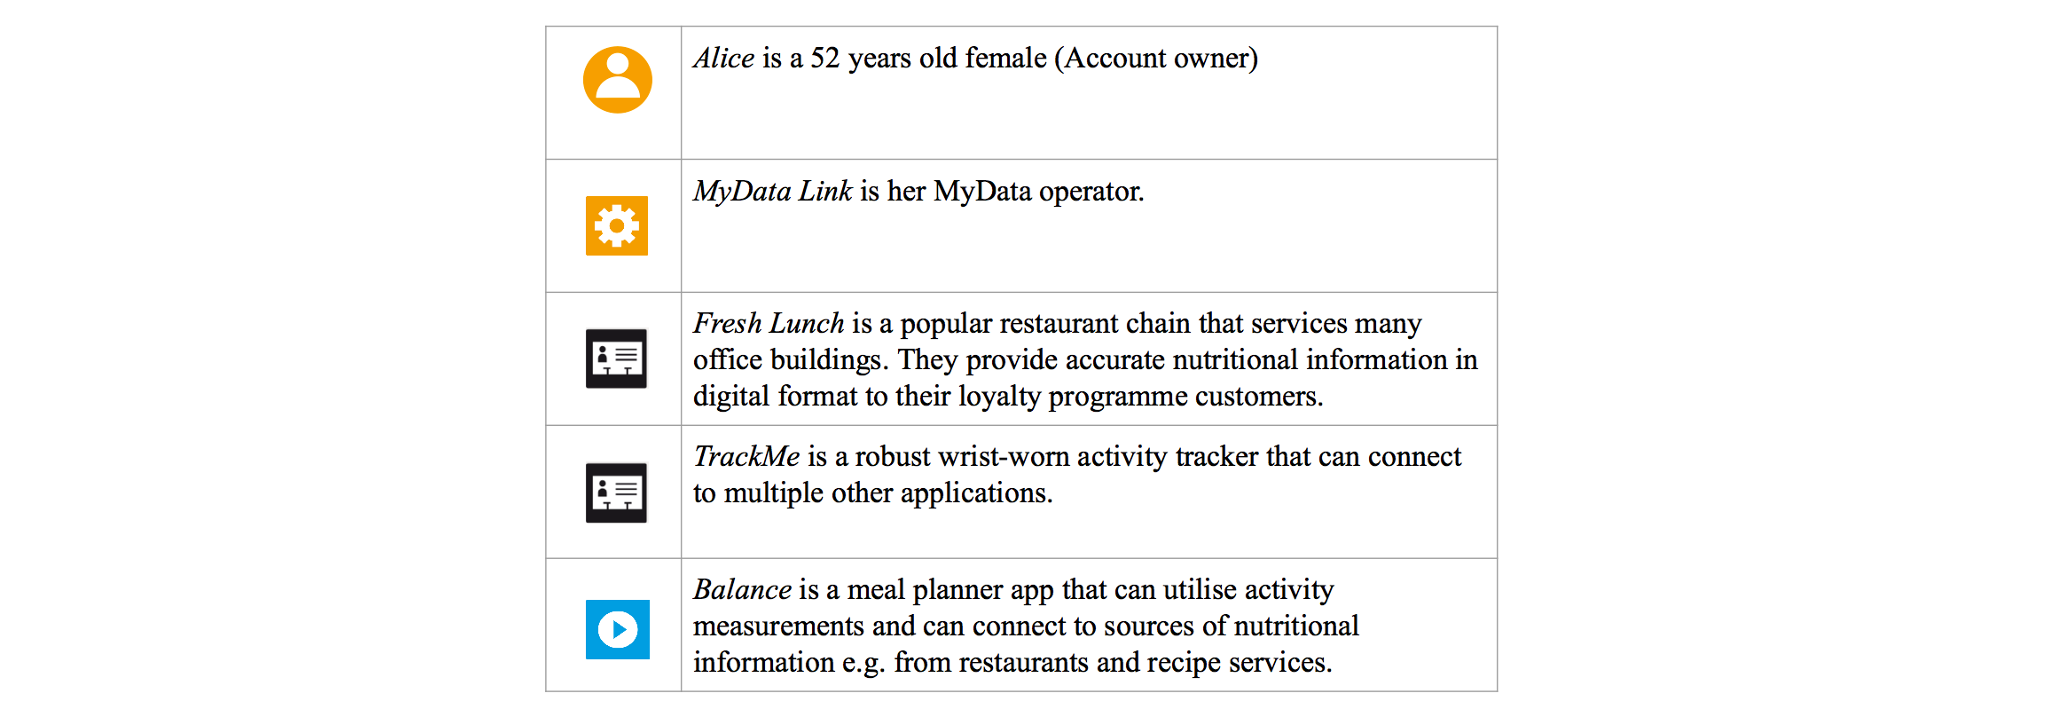 Alice is a 52 years old female (Account owner)
MyData Link is her MyData operator.
Fresh Lunch is a popular restaurant chain that services many
office buildings. They provide accurate nutritional information in
digital format to their loyalty programme customers.
TrackMe is a robust wrist-worn activity tracker that can connect
to multiple other applications.
Balance is a meal planner app that can utilise activity
measurements and can connect to sources of nutritional
information e.g. from restaurants and recipe services.